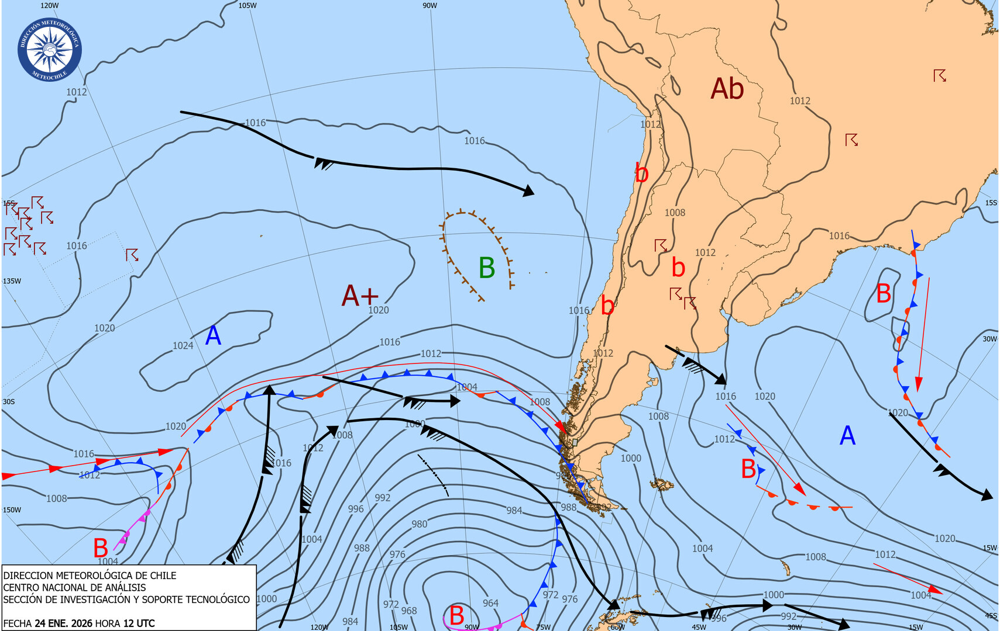 120W
105W
90W
DIRECCIÓN METEOROLÓGICA
METEOCHILE
1012
1012
Ab
1016
1012
1016
b
15S
15S
1008
1016
1016
1012
B
b
135W
A+
B
b
1016
1020
1020
A
1024
1016
30W
1012
1012
1004
30S
1008
1016
1020
1020
1008
1020
1000
1008
A
1012
1012
1016
1000
1016
B
1012
996
992
1008
988
992
996
984
150W
980
1020
1004
B
988
1004
15W
976
1012
1008
1004
DIRECCION METEOROLÓGICA DE CHILE
CENTRO NACIONAL DE ANÁLISIS
SECCIÓN DE INVESTIGACIÓN Y SOPORTE TECNOLÓGICO
FECHA 24 ENE. 2026 HORA 12 UTC
1000
972
964
972
976
1000
1004
968
B
996
992
45S
984
120W
105W
90W
75W
60W
45W
30W
15W